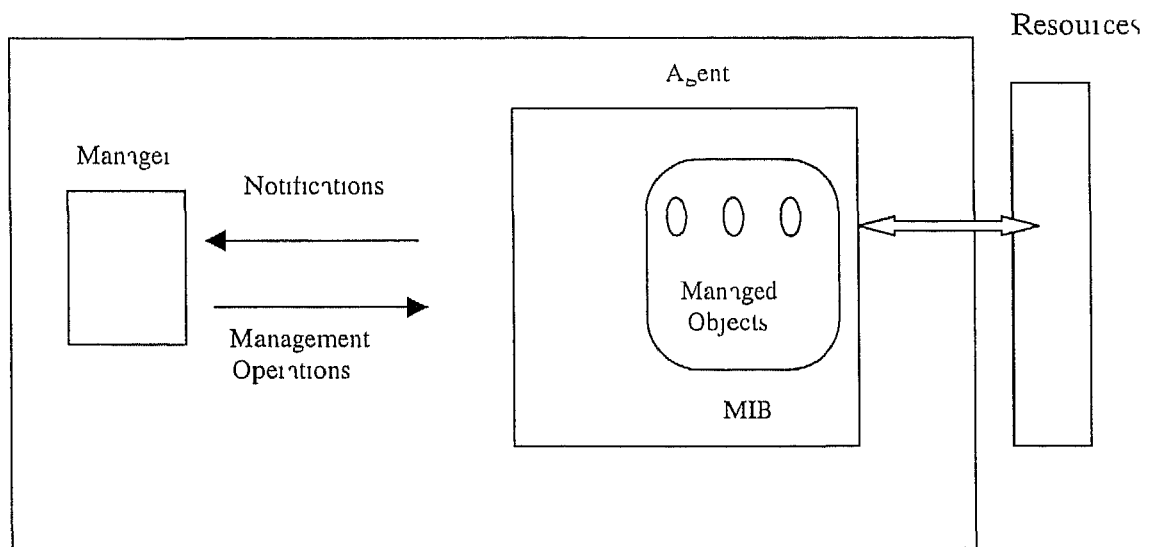 Resources
Agent
Manager
Notifications
Management
Operations
Managed
Objects
MIB